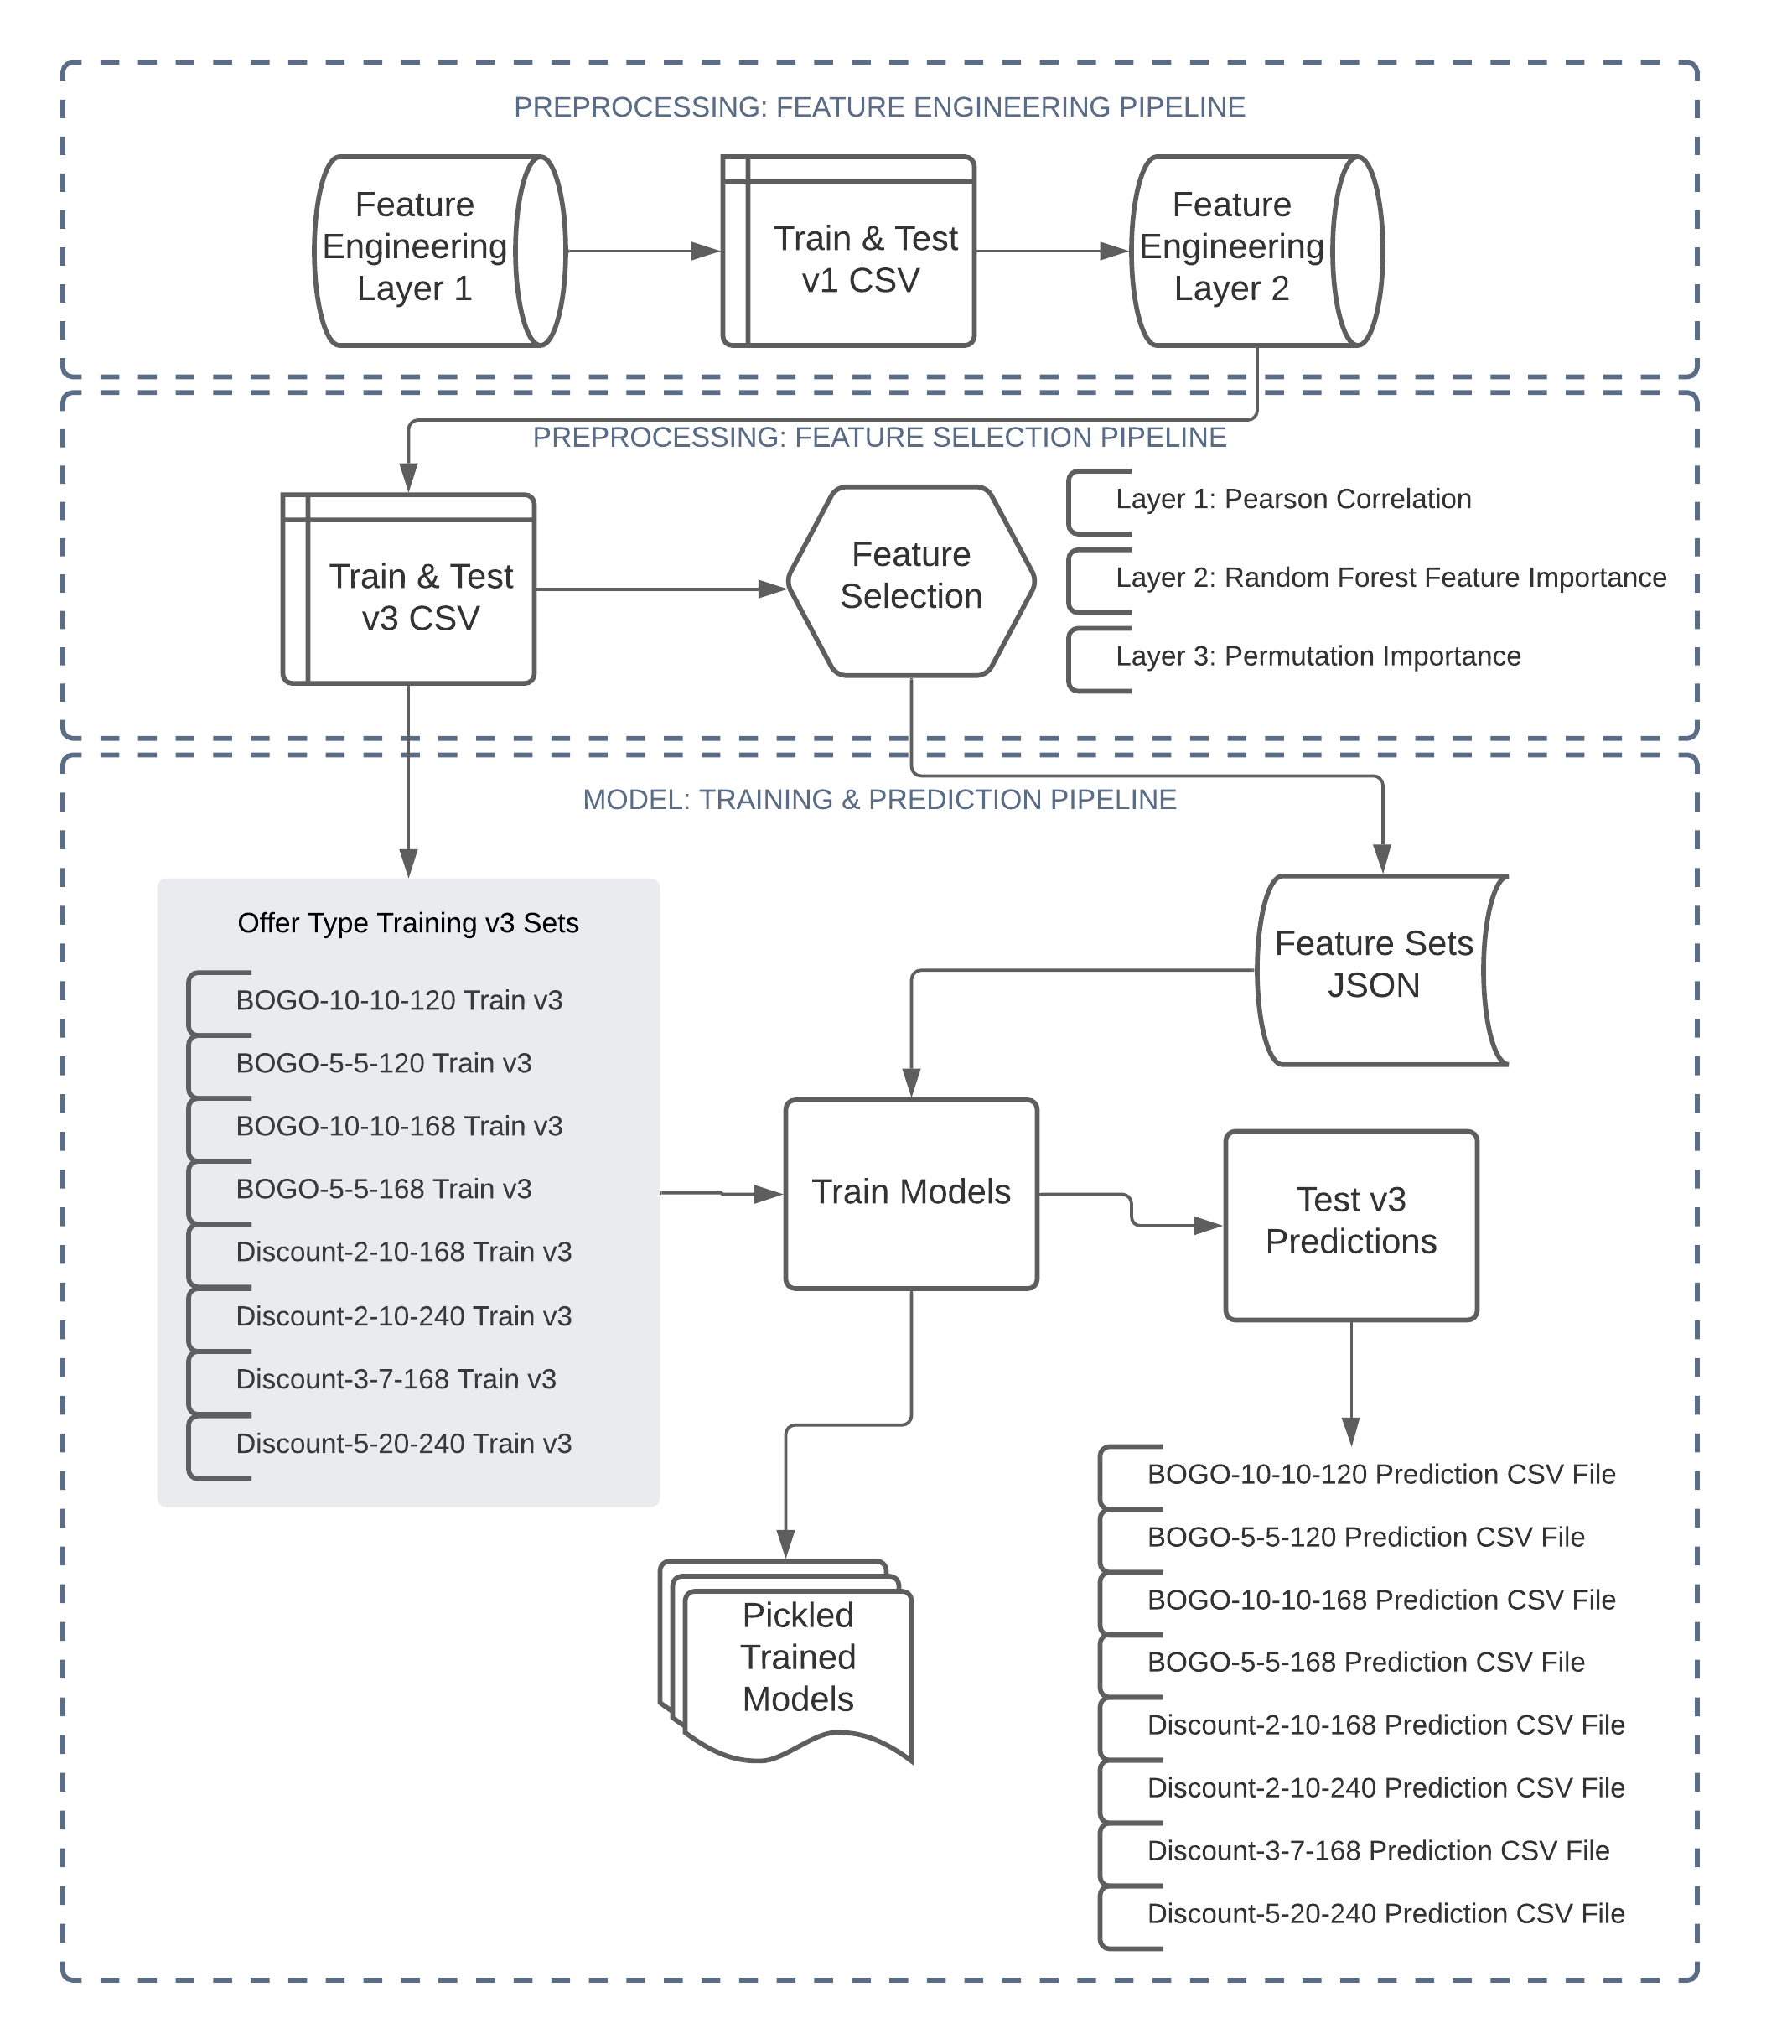 PREPROCESSING: FEATURE ENGINEERING PIPELINE
Feature
Engineering
Layer 1
Train & Test
v1 CSV
Feature
Engineering
Layer 2
PREPROCESSING: FEATURE SELECTION PIPELINE
Train & Test
v3 CSV
Feature
Selection
Layer 1: Pearson Correlation
Layer 2: Random Forest Feature Importance
Layer 3: Permutation Importance
MODEL: TRAINING & PREDICTION PIPELINE
Offer Type Training v3 Sets
BOGO-10-10-120 Train v3
BOGO-5-5-120 Train v3
BOGO-10-10-168 Train v3
BOGO-5-5-168 Train v3
Discount-2-10-168 Train v3
Discount-2-10-240 Train v3
Discount-3-7-168 Train v3
Discount-5-20-240 Train v3
Feature Sets
JSON
Train Models
Test v3
Predictions
Pickled
Trained
Models
BOGO-10-10-120 Prediction CSV File
BOGO-5-5-120 Prediction CSV File
BOGO-10-10-168 Prediction CSV File
BOGO-5-5-168 Prediction CSV File
Discount-2-10-168 Prediction CSV File
Discount-2-10-240 Prediction CSV File
Discount-3-7-168 Prediction CSV File
Discount-5-20-240 Prediction CSV File